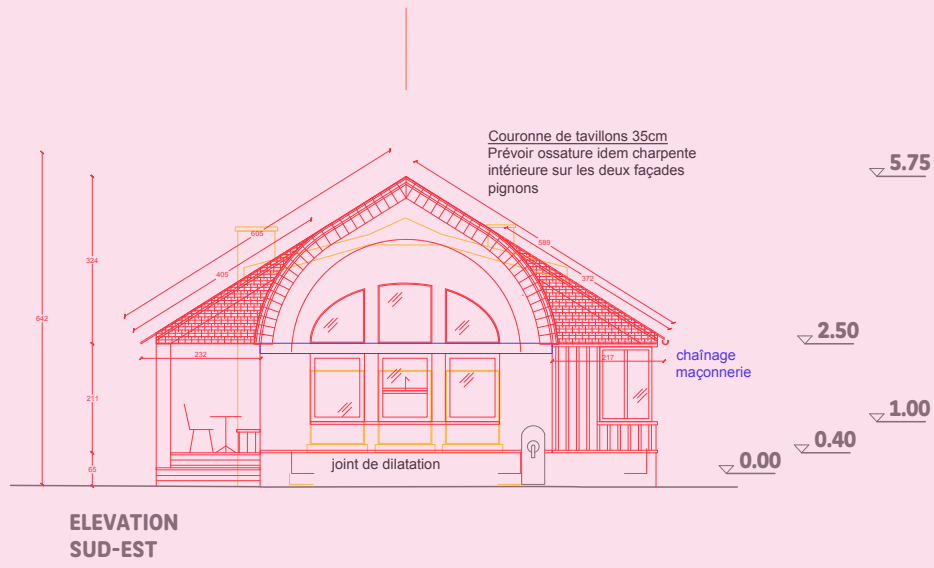 Couronne de tavillons 35cm
Prévoir ossature idem charpente
intérieure sur les deux façades
pignons
5.75
605
589
324
405
372
642
2.50
232
217
chaînage
maçonnerie
211
1.00
0.40
joint de dilatation
0.00
65
ELEVATION
SUD-EST